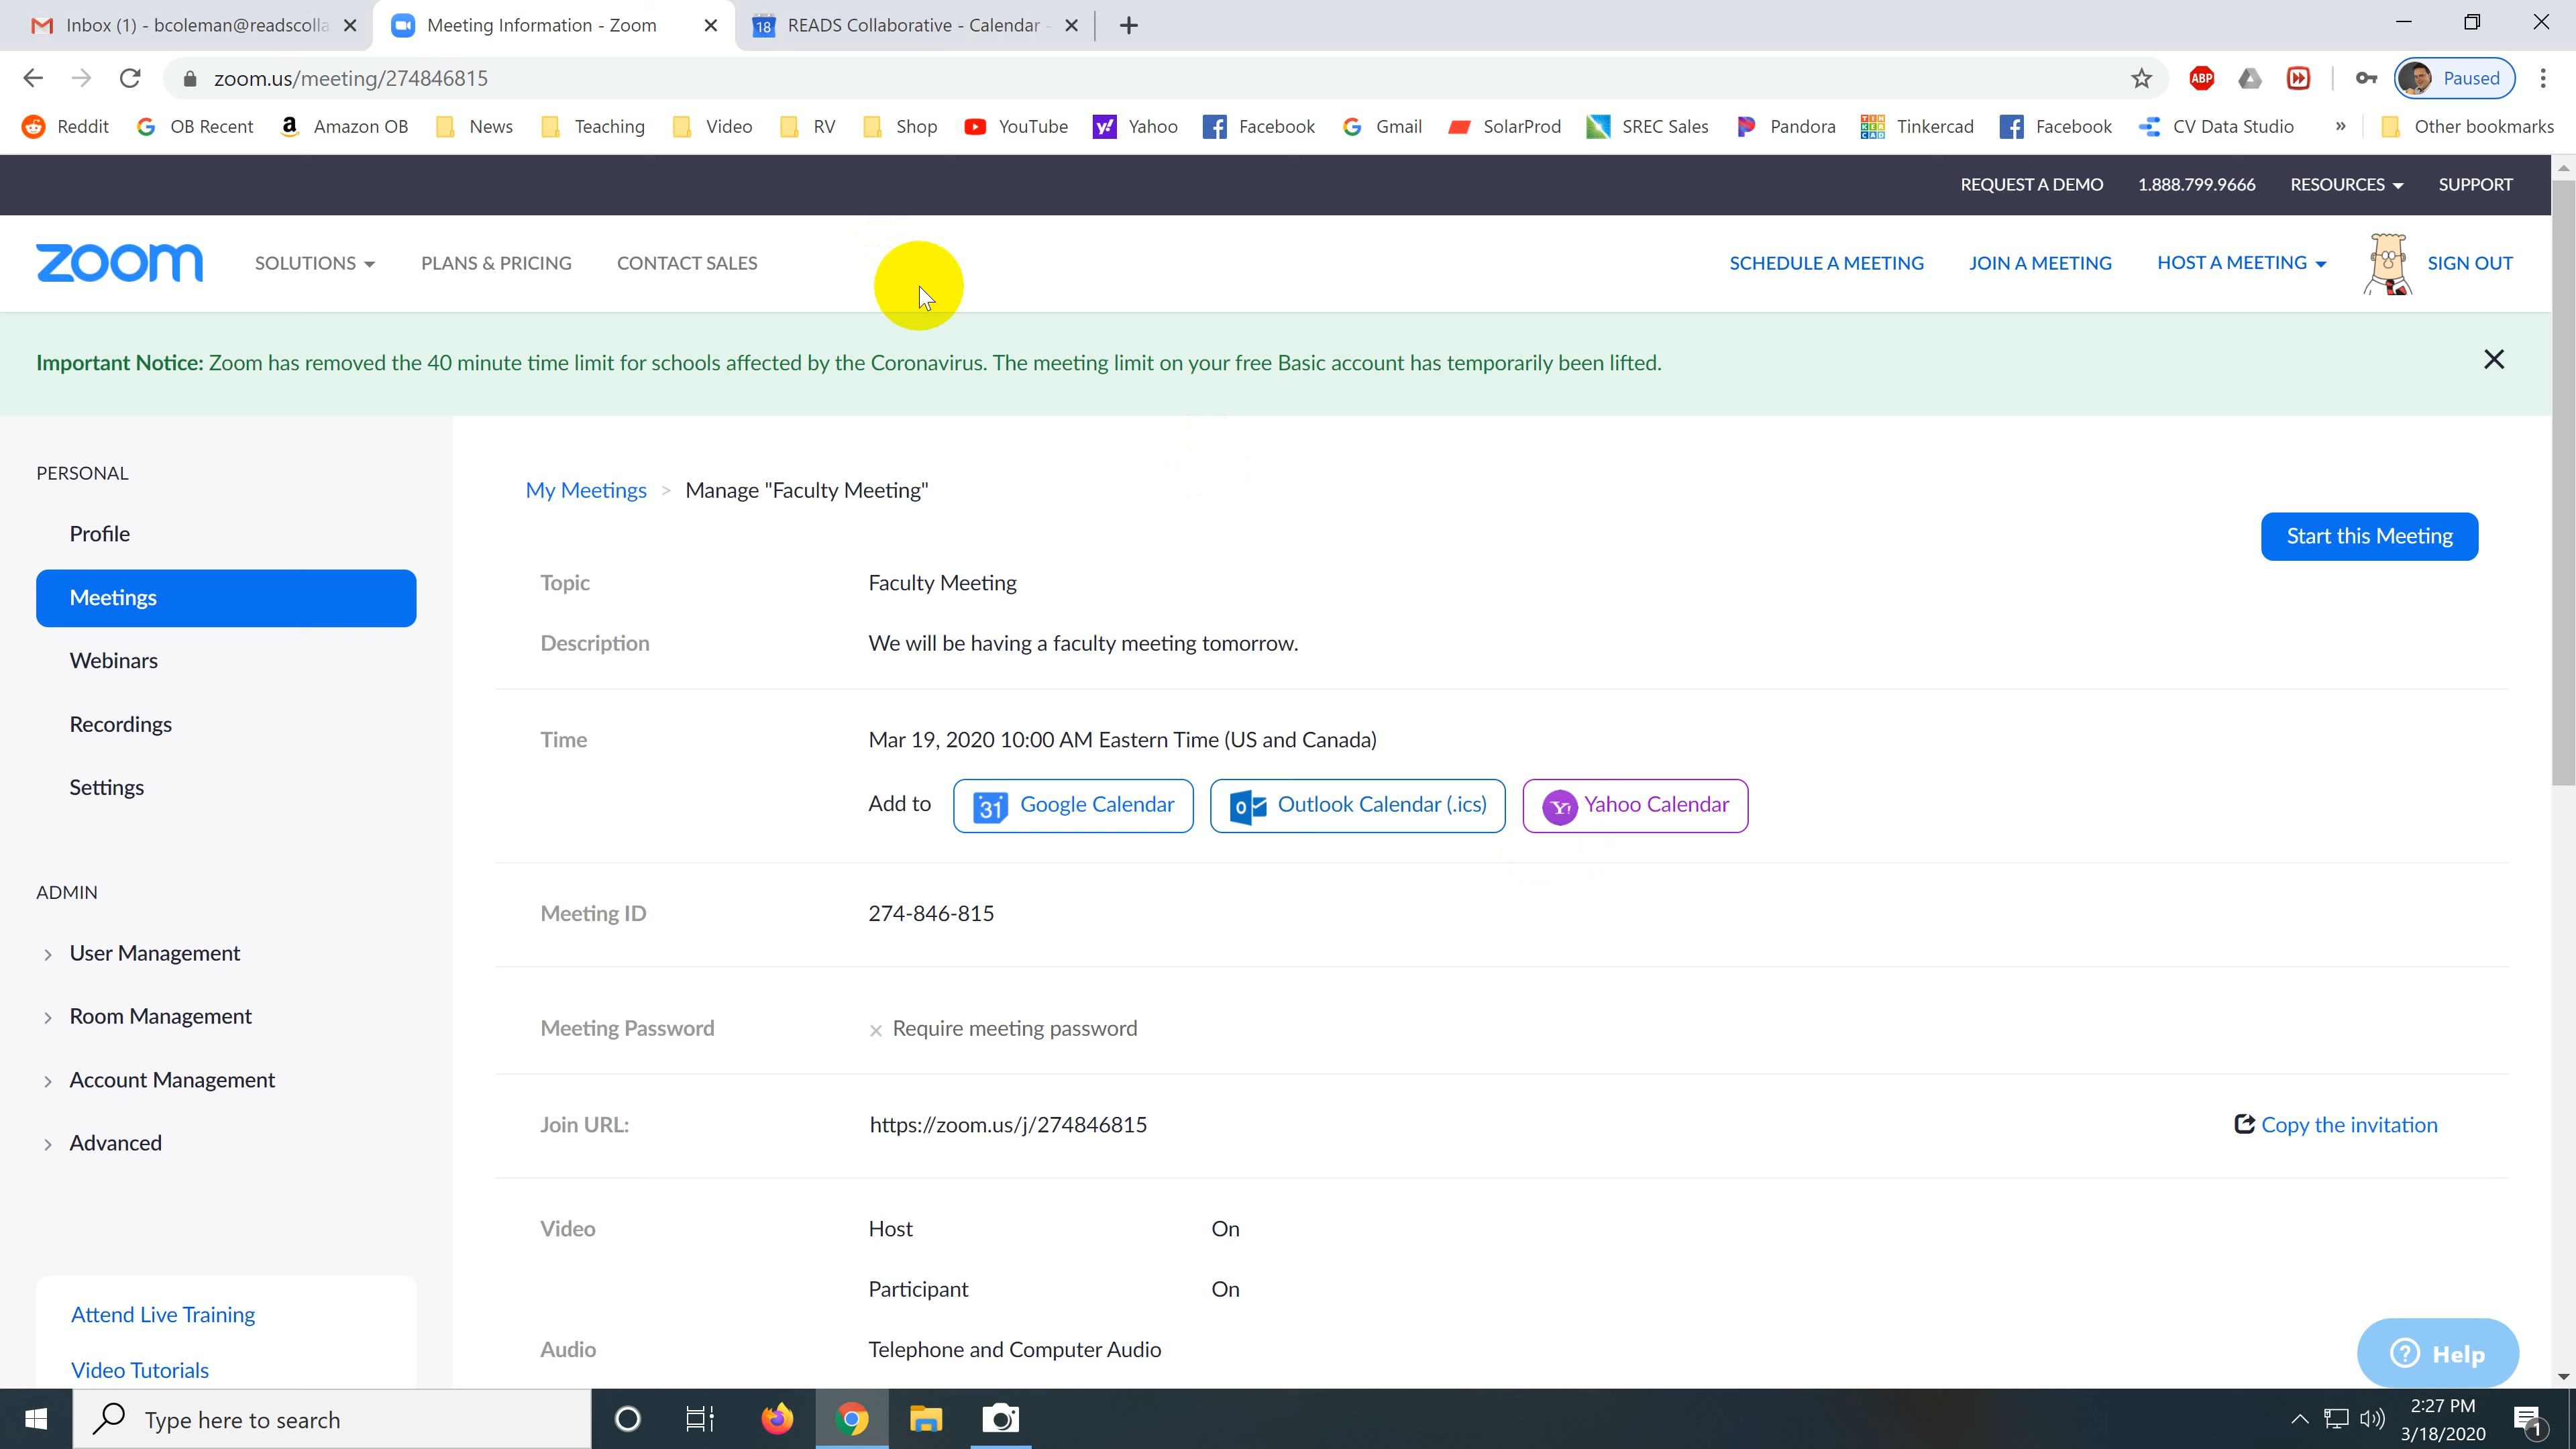 Inbox (1) - bcoleman@readscolla
Meeting Information - Zoom
18 READS Collaborative - Calendar -
zoom.us/meeting/274846815
ABP
Paused
Reddit
OB Recent
Amazon OB
News
Teaching
Video
RV
Shop
YouTube
Yahoo
Facebook
Gmail
SolarProd
SREC Sales
Pandora
Tinkercad
Facebook
CV Data Studio
»
Other bookmarks
REQUEST A DEMO
1.888.799.9666
RESOURCES
SUPPORT
zoom
SOLUTIONS
PLANS & PRICING
CONTACT SALES
SCHEDULE A MEETING
JOIN A MEETING
HOST A MEETING
SIGN OUT
Important Notice: Zoom has removed the 40 minute time limit for schools affected by the Coronavirus. The meeting limit on your free Basic account has temporarily been lifted.
PERSONAL
Profile
Meetings
Webinars
Recordings
Settings
ADMIN
User Management
Room Management
Account Management
Advanced
Attend Live Training
Video Tutorials
My Meetings > Manage "Faculty Meeting"
Start this Meeting
Topic Faculty Meeting
Description We will be having a faculty meeting tomorrow.
Time Mar 19, 2020 10:00 AM Eastern Time (US and Canada)
Add to 31 Google Calendar Outlook Calendar (.ics) Yahoo Calendar
Meeting ID 274-846-815
Meeting Password × Require meeting password
Join URL: https://zoom.us/j/274846815 Copy the invitation
Video Host On
Participant On
Audio Telephone and Computer Audio
? Help
Type here to search
2:27 PM
3/18/2020
1